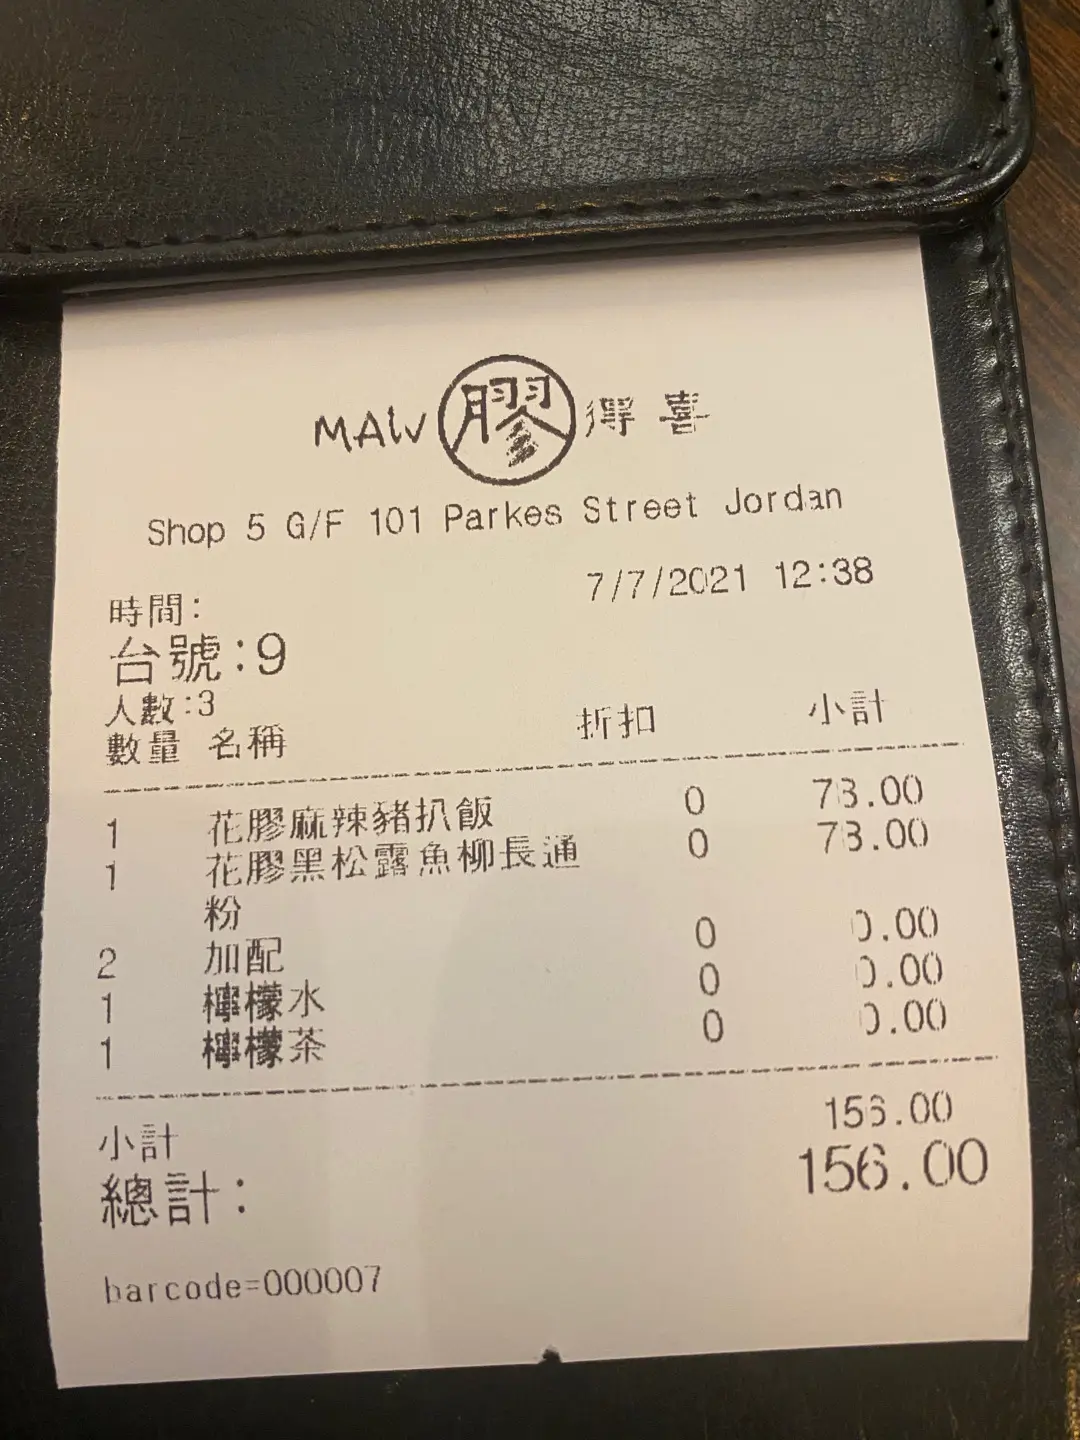 MAW 膠 得喜
Shop 5 G/F 101 Parkes Street Jordan
時間: 7/7/2021 12:38
台號:9
人數:3
數量 名稱 折扣 小計
1 花膠麻辣豬扒飯 0 78.00
1 花膠黑松露魚柳長通 0 78.00
粉
2 加配 0 0.00
1 檸檬水 0 0.00
1 檸檬茶 0 0.00
小計 156.00
總計: 156.00
barcode=000007